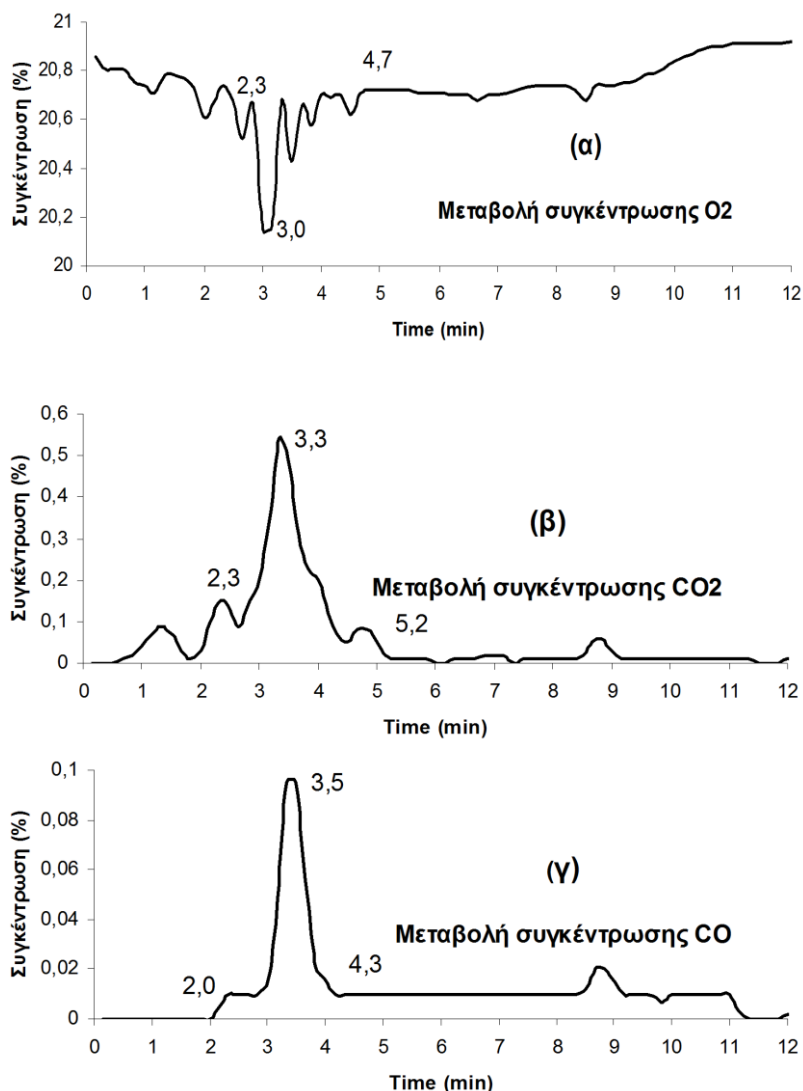 21
20,8
20,6
20,4
20,2
20
Συγκέντρωση (%)
2,3
4,7
3,0
(α)
Μεταβολή συγκέντρωσης O2
0 1 2 3 4 5 6 7 8 9 10 11 12
Time (min)
0,6
0,5
0,4
0,3
0,2
0,1
0
Συγκέντρωση (%)
3,3
2,3
5,2
(β)
Μεταβολή συγκέντρωσης CO2
0 1 2 3 4 5 6 7 8 9 10 11 12
Time (min)
0,1
0,08
0,06
0,04
0,02
0
Συγκέντρωση (%)
3,5
2,0
4,3
(γ)
Μεταβολή συγκέντρωσης CO
0 1 2 3 4 5 6 7 8 9 10 11 12
Time (min)